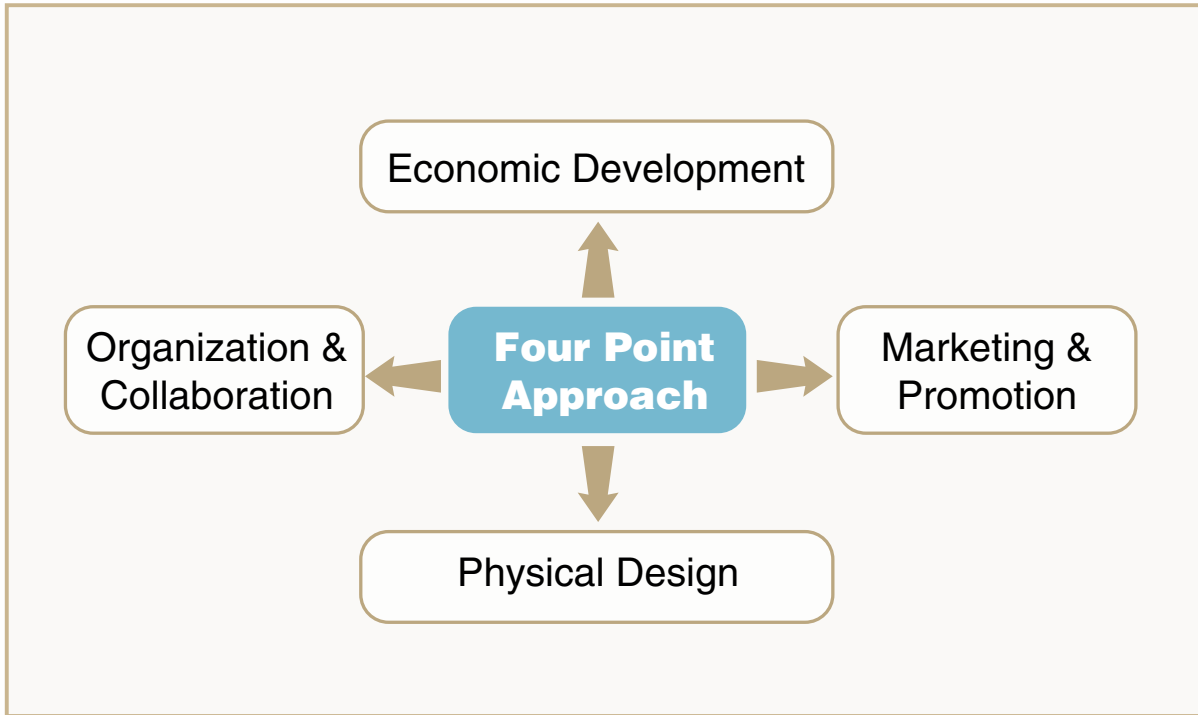 Economic Development
Organization &
Collaboration
Four Point
Approach
Marketing &
Promotion
Physical Design